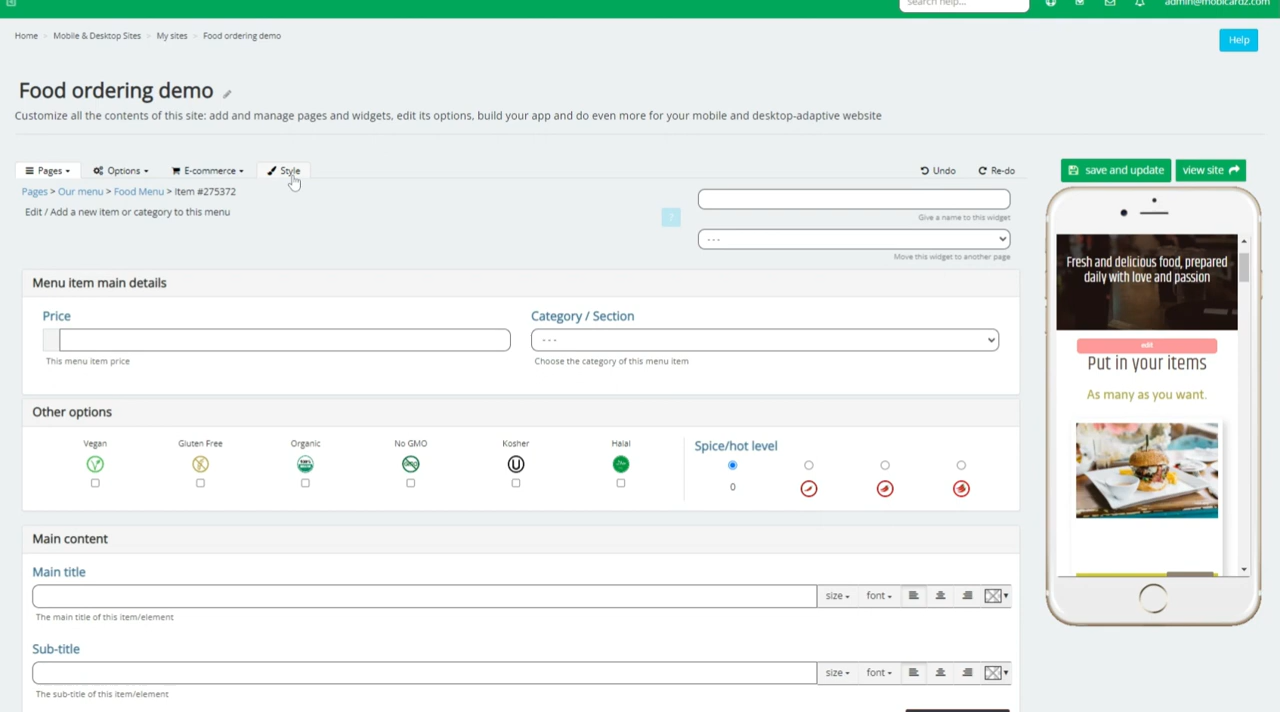 search help...
admin@mobicardz.com
Home
Mobile & Desktop Sites
My sites
Food ordering demo
Help
Food ordering demo
Customize all the contents of this site: add and manage pages and widgets, edit its options, build your app and do even more for your mobile and desktop-adaptive website
Pages
Options
E-commerce
Style
Undo
Re-do
save and update
view site
Pages > Our menu > Food Menu > Item #275372
Edit / Add a new item or category to this menu
?
Give a name to this widget
---
Move this widget to another page
Menu item main details
Price
Category / Section
---
This menu item price
Choose the category of this menu item
Other options
Vegan
Gluten Free
Organic
No GMO
Kosher
Halal
Spice/hot level
0
Main content
Main title
size
font
The main title of this item/element
Sub-title
size
font
The sub-title of this item/element
Fresh and delicious food, prepared
daily with love and passion
edit
Put in your items
As many as you want.